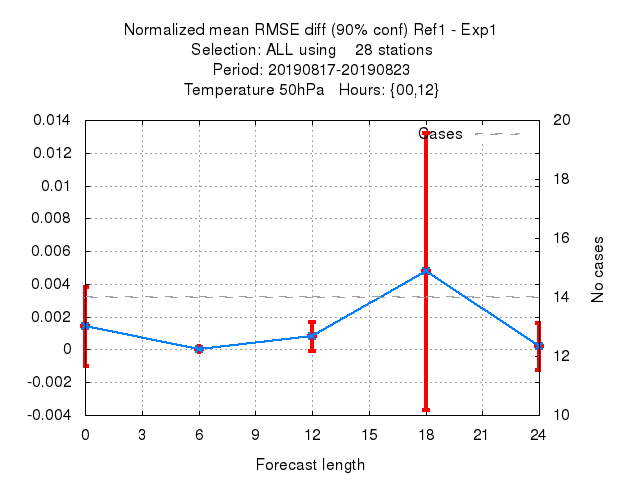 Normalized mean RMSE diff (90% conf) Ref1 - Exp1
Selection: ALL using    28 stations
Period: 20190817-20190823
Temperature 50hPa   Hours: {00,12}
0.014
0.012
0.01
0.008
0.006
0.004
0.002
0
-0.002
-0.004
Cases
20
18
16
14
12
10
No cases
0 3 6 9 12 15 18 21 24
Forecast length